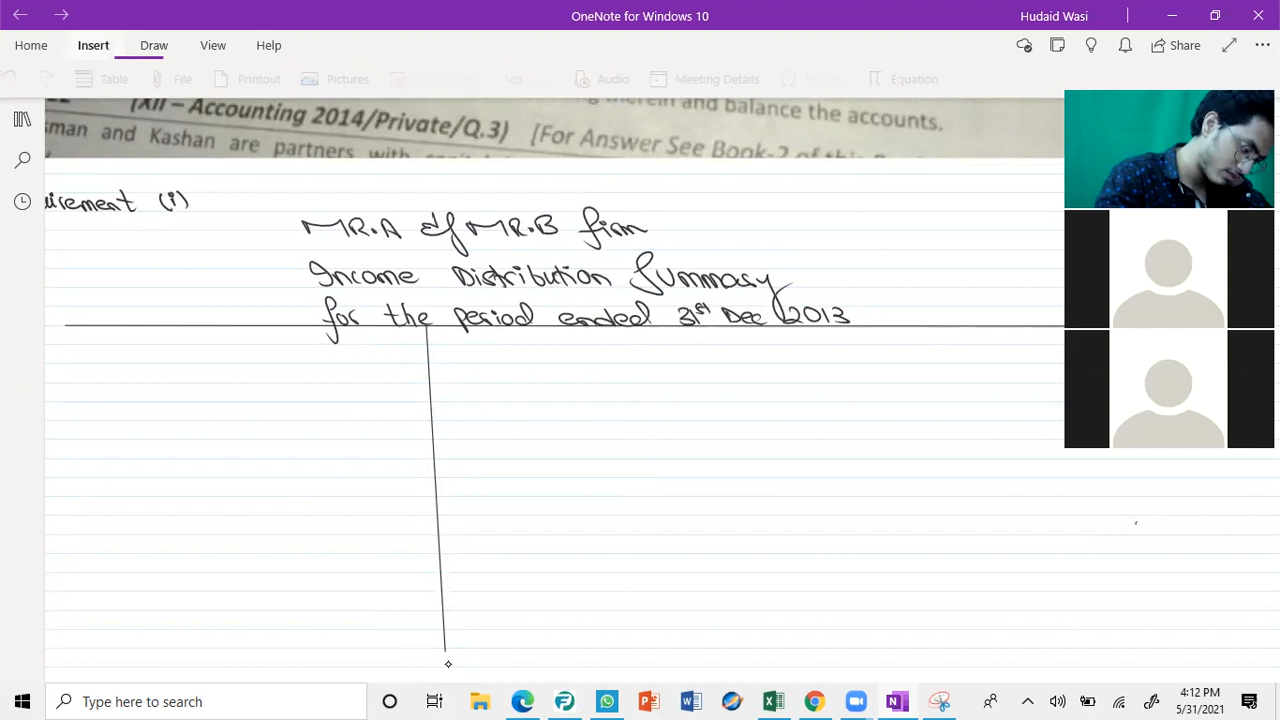 OneNote for Windows 10
Hudaid Wasi
Home Insert Draw View Help
Share
Table File Printout Pictures Audio Meeting Details Equation
(XII – Accounting 2014/Private/Q.3) therein and balance the accounts.
sman and Kashan are partners with [For Answer See Book-2 of
uirement (i)
MR.A & MR.B firm
Income Distribution Summary
for the period ended 31st Dec 2013
Type here to search
4:12 PM
5/31/2021